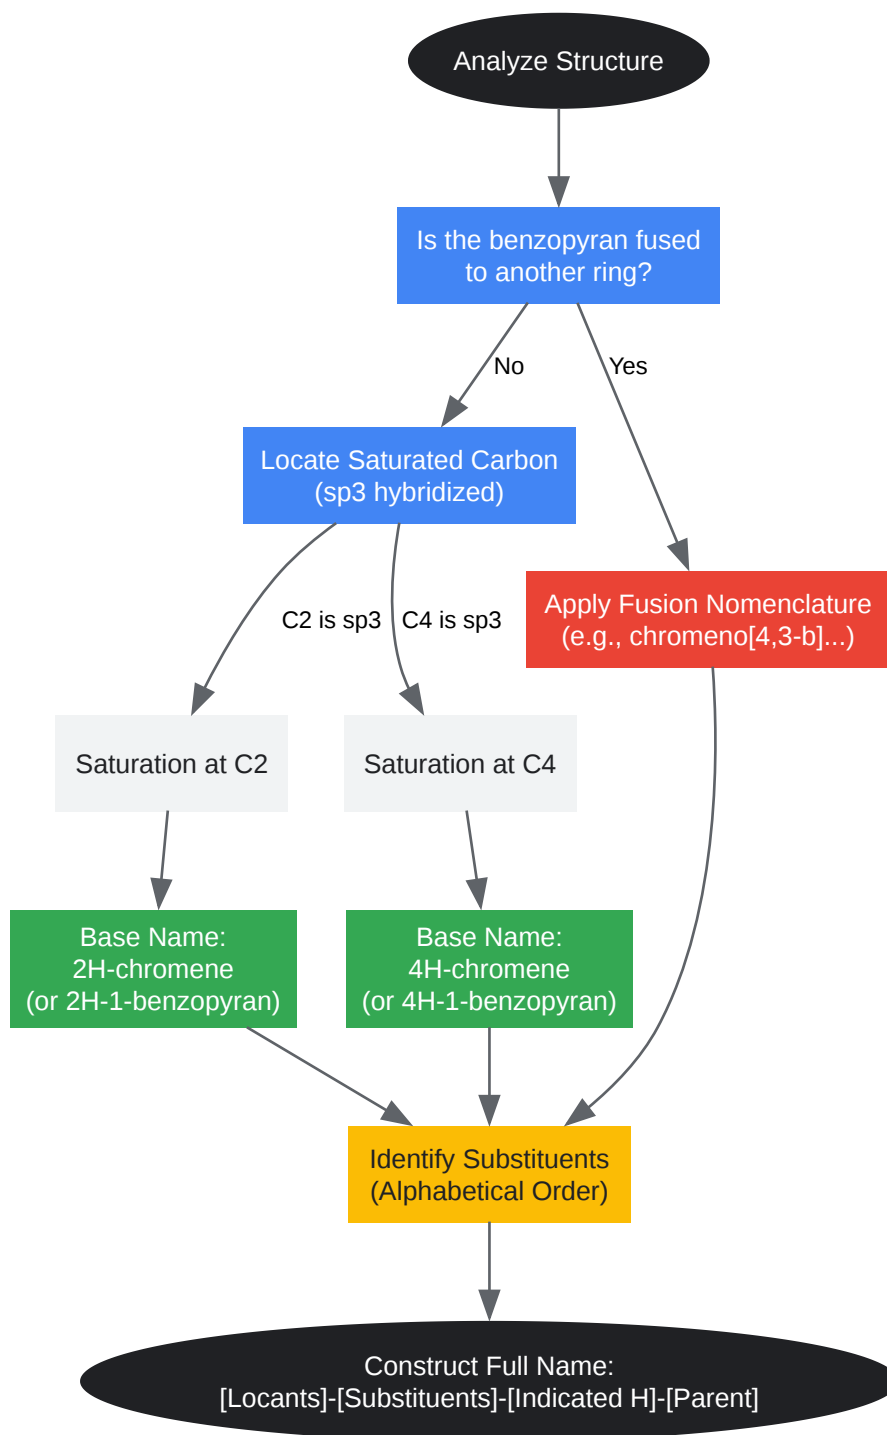 Analyze Structure
Is the benzopyran fused
to another ring?
No
Yes
Locate Saturated Carbon
(sp3 hybridized)
Apply Fusion Nomenclature
(e.g., chromeno[4,3-b]...)
C2 is sp3
C4 is sp3
Saturation at C2
Saturation at C4
Base Name:
2H-chromene
(or 2H-1-benzopyran)
Base Name:
4H-chromene
(or 4H-1-benzopyran)
Identify Substituents
(Alphabetical Order)
Construct Full Name:
[Locants]-[Substituents]-[Indicated H]-[Parent]